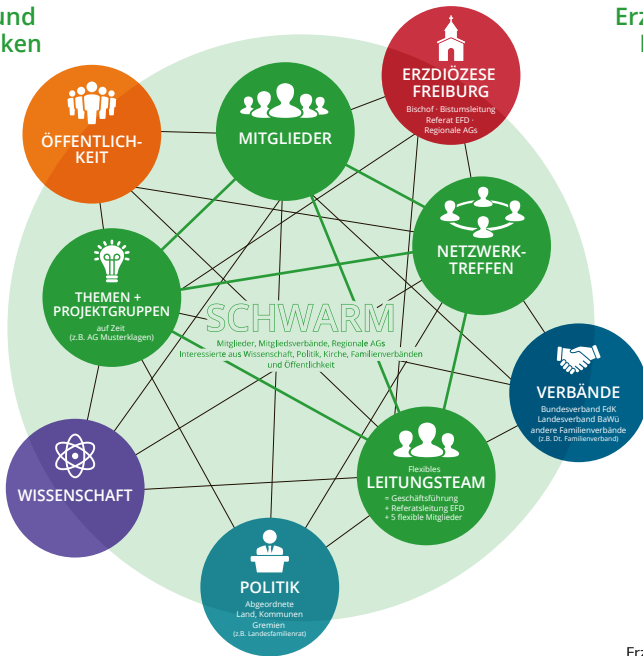 und
ken
Erz
ERZDIÖZESE
FREIBURG
Bischof · Bistumsleitung
Referat EFD ·
Regionale AGs
ÖFFENTLICH-
KEIT
MITGLIEDER
NETZWERK-
TREFFEN
THEMEN +
PROJEKTGRUPPEN
auf Zeit
(z.B. AG Musterklagen)
SCHWARM
Mitglieder, Mitgliedsverbände, Regionale AGs
Interessierte aus Wissenschaft, Politik, Kirche, Familienverbänden
und Öffentlichkeit
VERBÄNDE
Bundesverband FdK
Landesverband BaWü
andere Familienverbände
(z.B. Dt. Familienverband)
Flexibles
LEITUNGSTEAM
= Geschäftsführung
+ Referatsleitung EFD
+ 5 flexible Mitglieder
WISSENSCHAFT
POLITIK
Abgeordnete
Land, Kommunen
Gremien
(z.B. Landesfamilienrat)
Erz